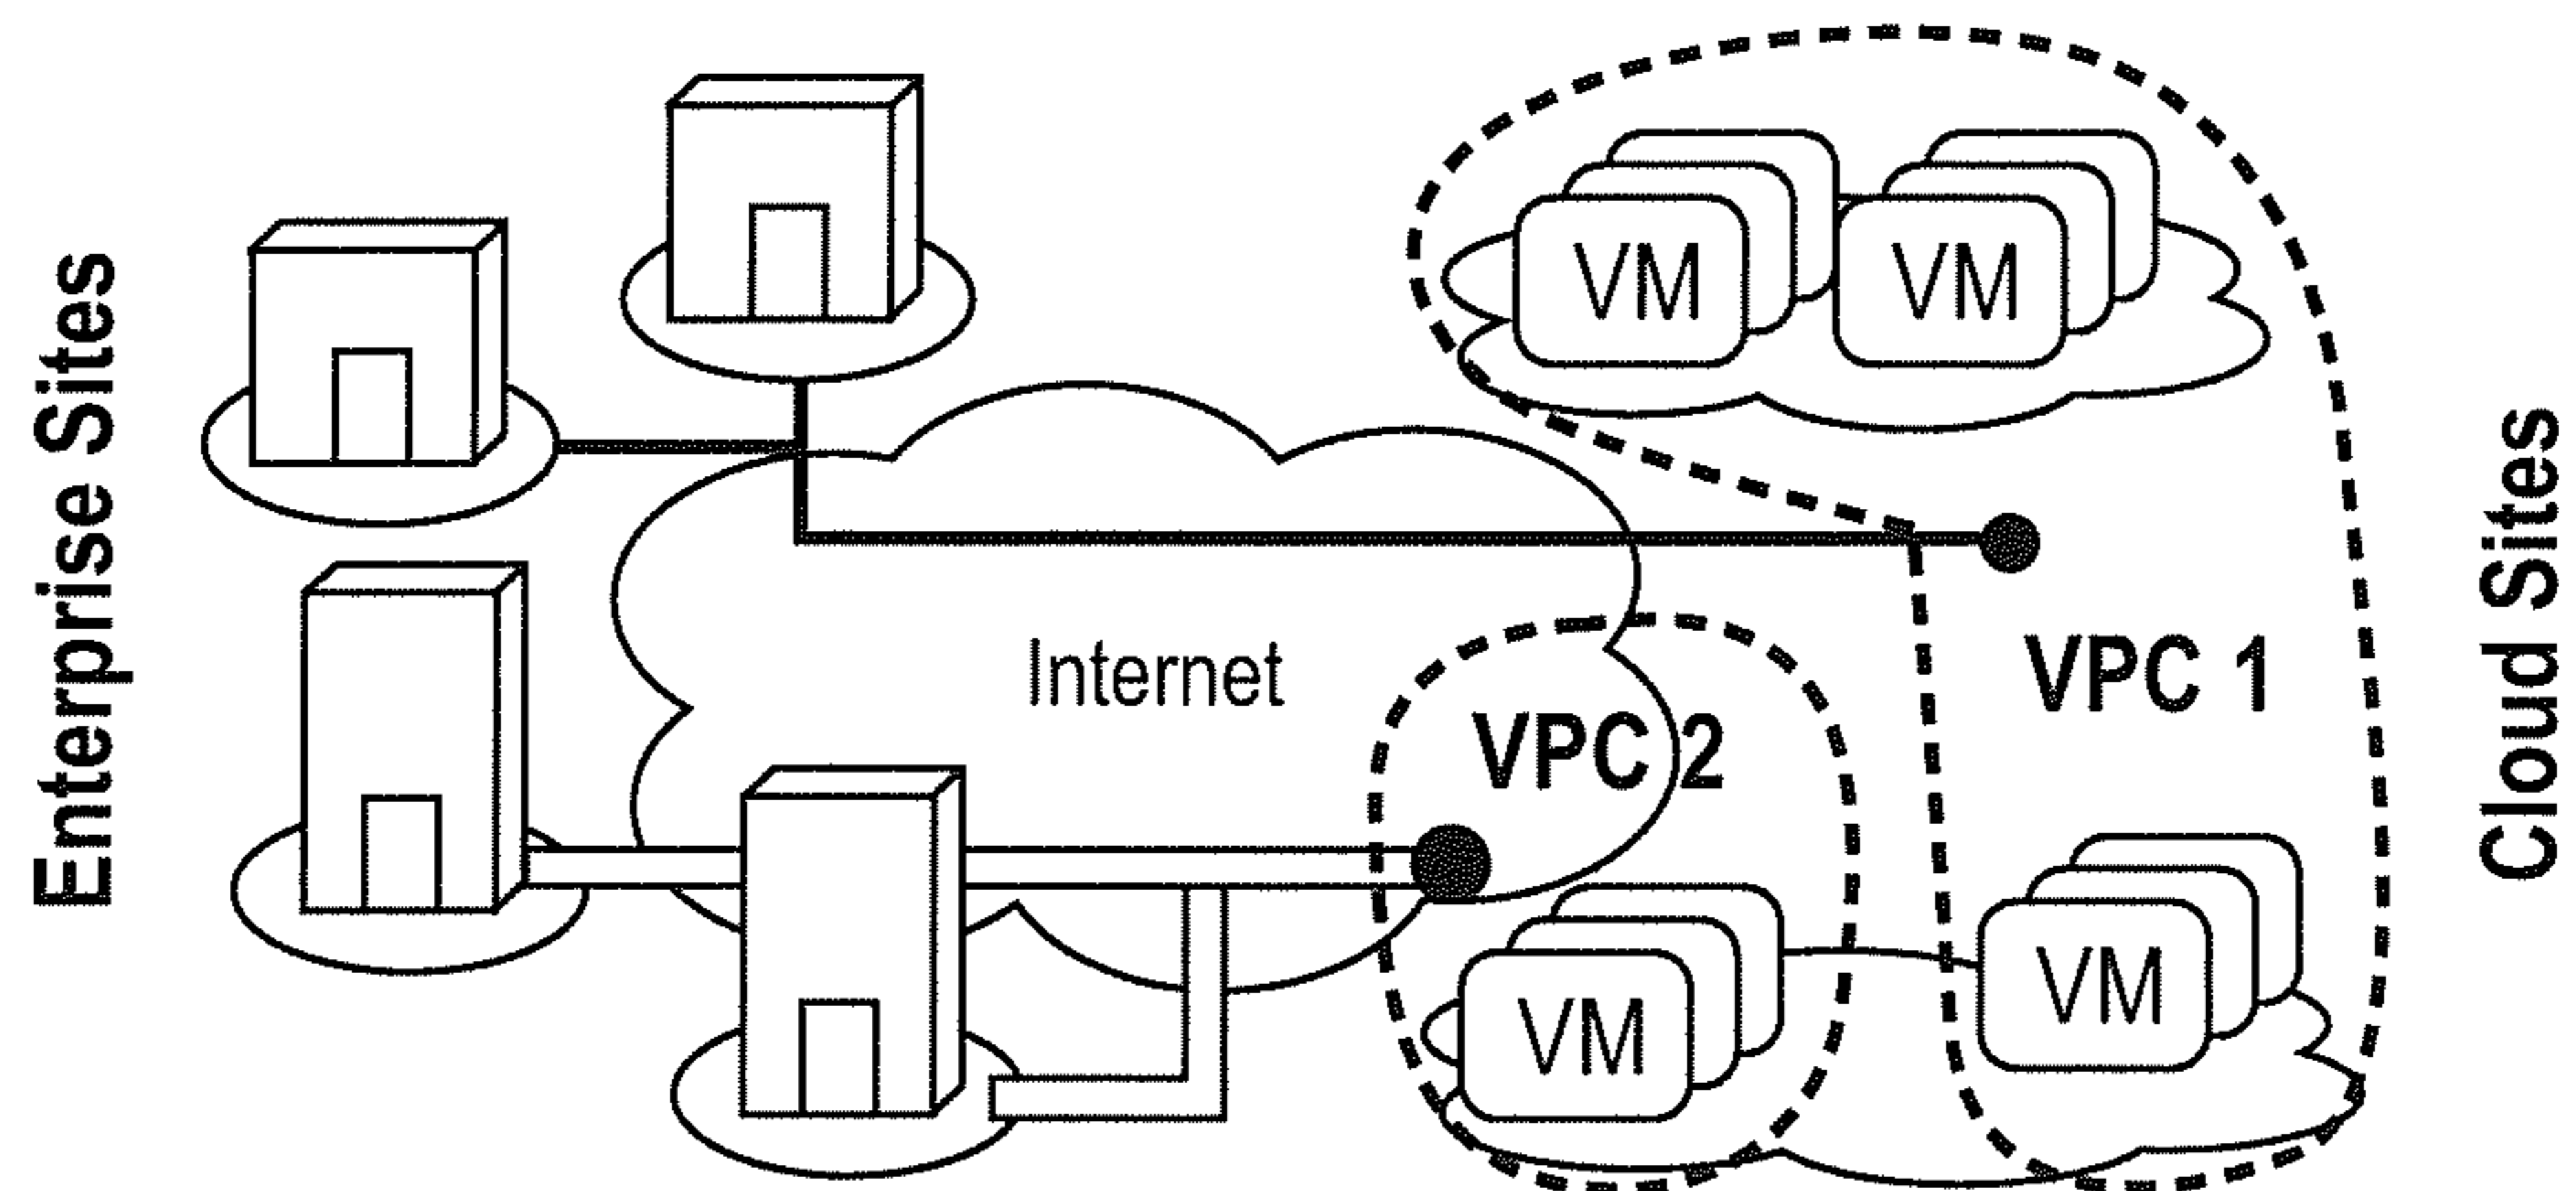 Enterprise Sites
VM
VM
Internet
VPC 2
VPC 1
VM
VM
Cloud Sites